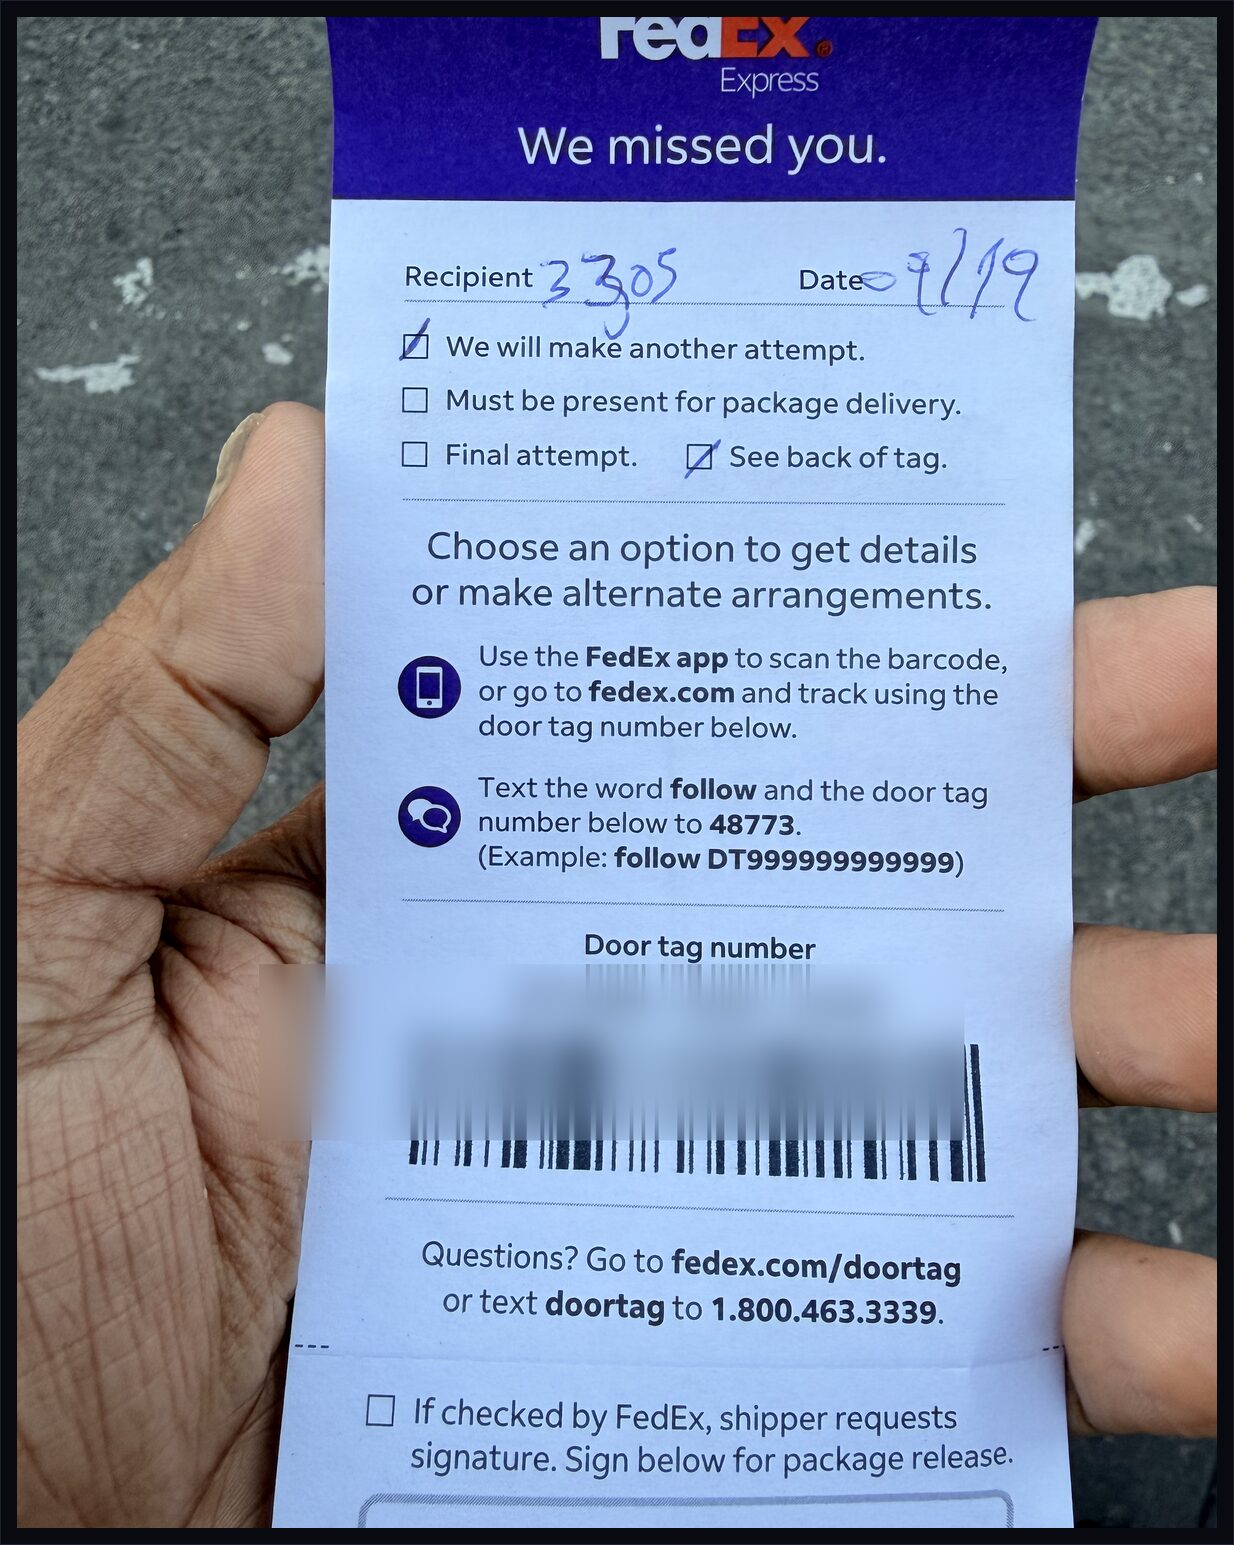 FedEx®
Express
We missed you.
Recipient 3305 Date 09/19
We will make another attempt.
Must be present for package delivery.
Final attempt. See back of tag.
Choose an option to get details
or make alternate arrangements.
Use the FedEx app to scan the barcode,
or go to fedex.com and track using the
door tag number below.
Text the word follow and the door tag
number below to 48773.
(Example: follow DT999999999999)
Door tag number
Questions? Go to fedex.com/doortag
or text doortag to 1.800.463.3339.
If checked by FedEx, shipper requests
signature. Sign below for package release.